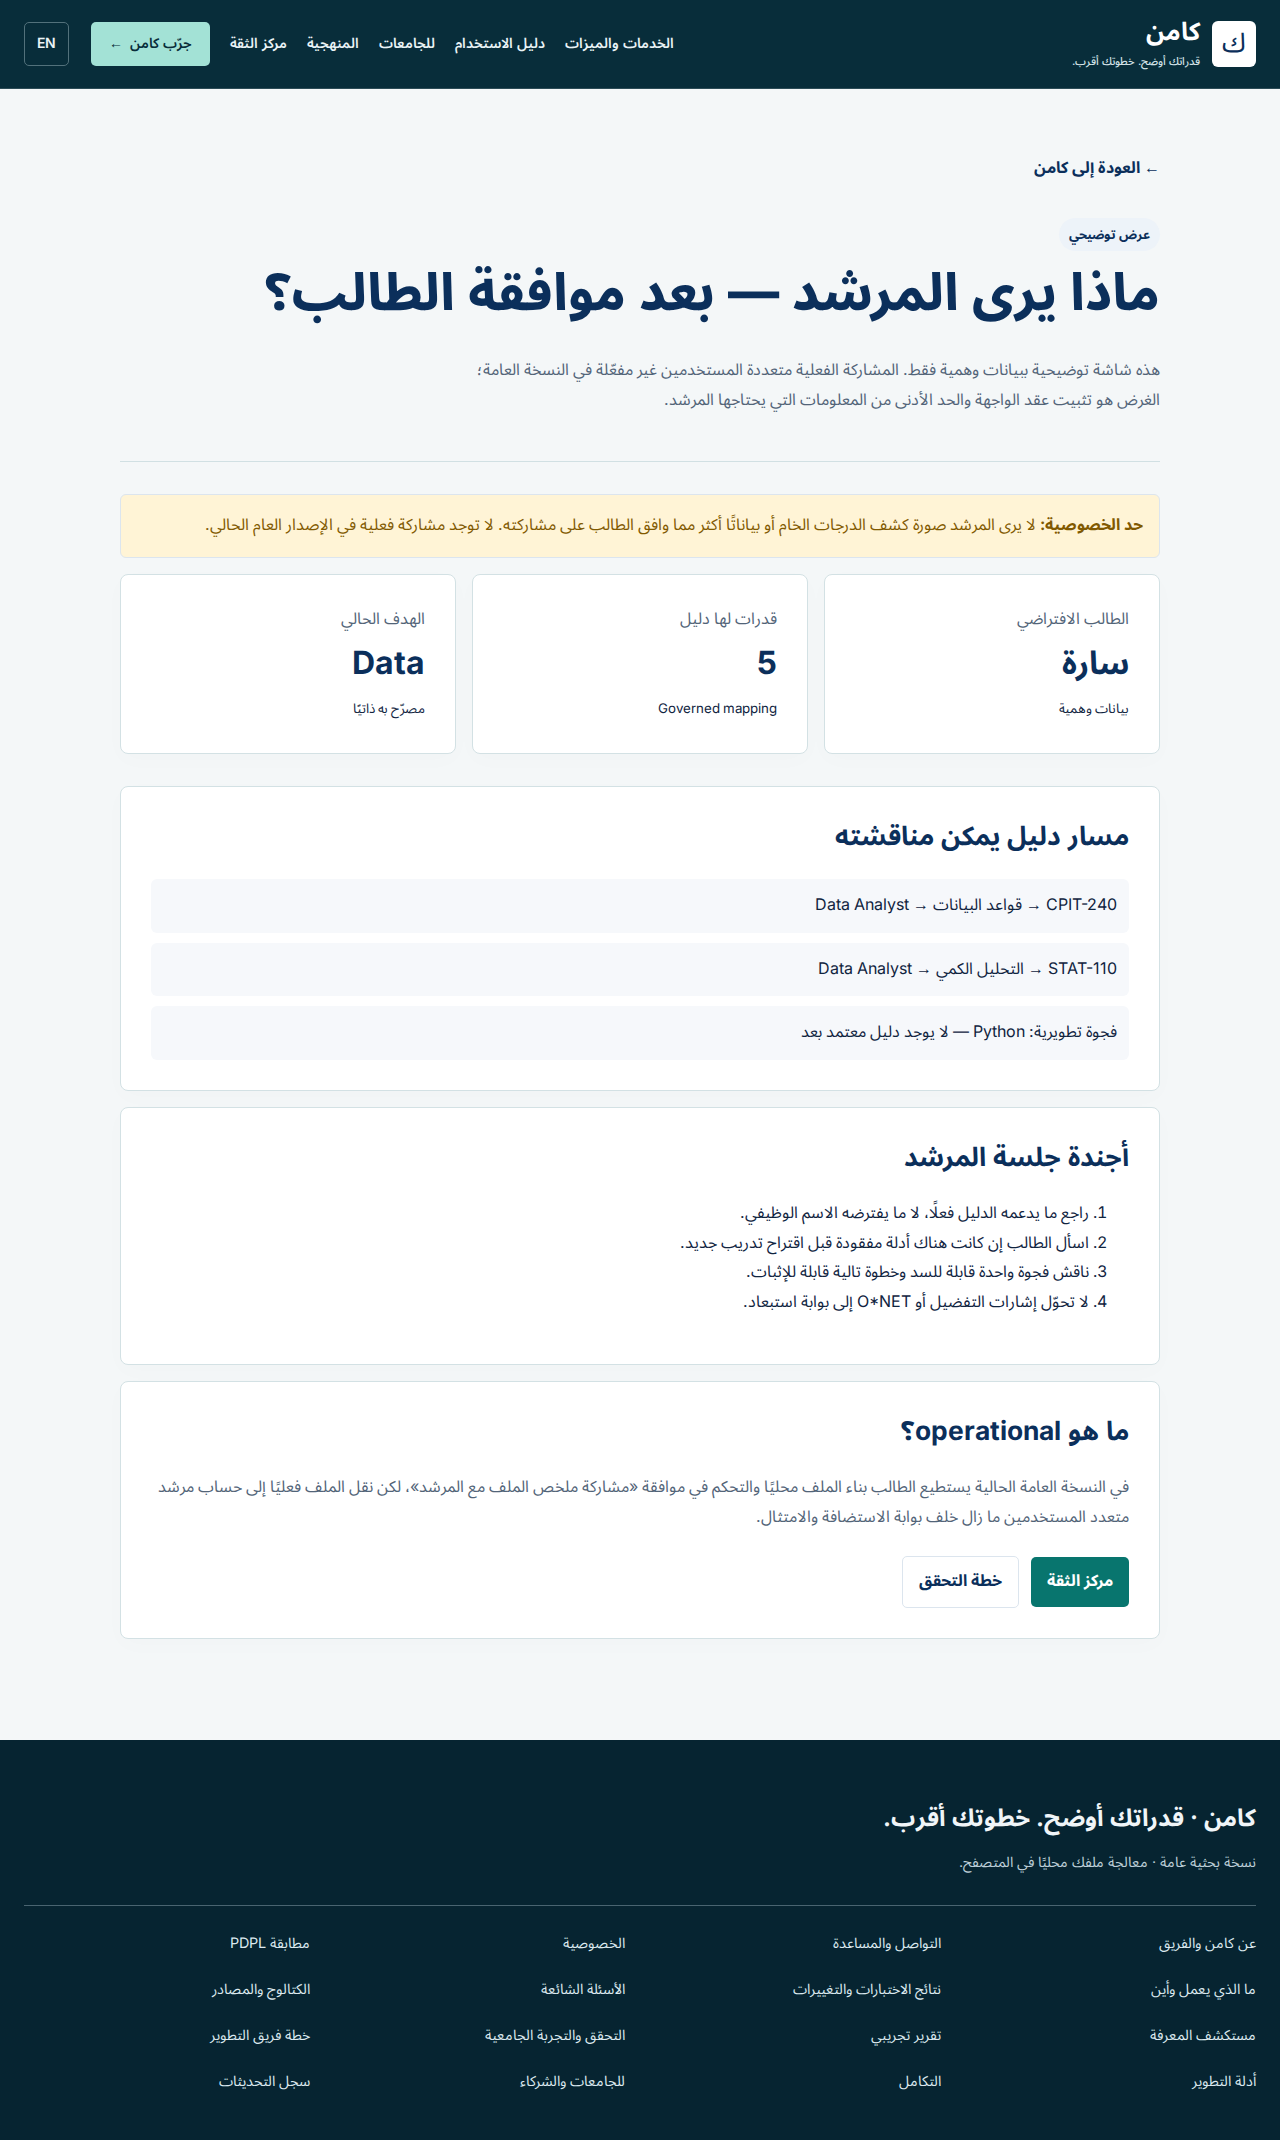 ك
كامن
قدراتك أوضح. خطوتك أقرب.
الخدمات والميزات
دليل الاستخدام
للجامعات
المنهجية
مركز الثقة
جرّب كامن ←
EN
← العودة إلى كامن
عرض توضيحي
ماذا يرى المرشد — بعد موافقة الطالب؟
هذه شاشة توضيحية ببيانات وهمية فقط. المشاركة الفعلية متعددة المستخدمين غير مفعّلة في النسخة العامة؛
الغرض هو تثبيت عقد الواجهة والحد الأدنى من المعلومات التي يحتاجها المرشد.
حد الخصوصية: لا يرى المرشد صورة كشف الدرجات الخام أو بياناتًا أكثر مما وافق الطالب على مشاركته. لا توجد مشاركة فعلية في الإصدار العام الحالي.
الطالب الافتراضي
سارة
بيانات وهمية
قدرات لها دليل
5
Governed mapping
الهدف الحالي
Data
مصرّح به ذاتيًا
مسار دليل يمكن مناقشته
CPIT-240 → قواعد البيانات → Data Analyst
STAT-110 → التحليل الكمي → Data Analyst
فجوة تطويرية: Python — لا يوجد دليل معتمد بعد
أجندة جلسة المرشد
1. راجع ما يدعمه الدليل فعلًا، لا ما يفترضه الاسم الوظيفي.
2. اسأل الطالب إن كانت هناك أدلة مفقودة قبل اقتراح تدريب جديد.
3. ناقش فجوة واحدة قابلة للسد وخطوة تالية قابلة للإثبات.
4. لا تحوّل إشارات التفضيل أو O*NET إلى بوابة استبعاد.
ما هو operational؟
في النسخة العامة الحالية يستطيع الطالب بناء الملف محليًا والتحكم في موافقة «مشاركة ملخص الملف مع المرشد»، لكن نقل الملف فعليًا إلى حساب مرشد
متعدد المستخدمين ما زال خلف بوابة الاستضافة والامتثال.
مركز الثقة
خطة التحقق
كامن · قدراتك أوضح. خطوتك أقرب.
نسخة بحثية عامة · معالجة ملفك محليًا في المتصفح.
عن كامن والفريق
التواصل والمساعدة
الخصوصية
مطابقة PDPL
ما الذي يعمل وأين
نتائج الاختبارات والتغييرات
الأسئلة الشائعة
الكتالوج والمصادر
مستكشف المعرفة
تقرير تجريبي
التحقق والتجربة الجامعية
خطة فريق التطوير
أدلة التطوير
التكامل
للجامعات والشركاء
سجل التحديثات